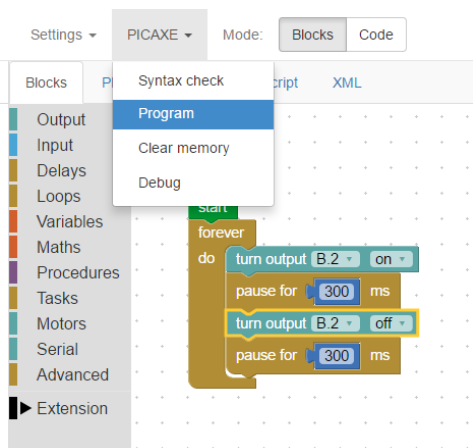 Settings PICAXE Mode: Blocks Code
Blocks XML
Syntax check
Program
Clear memory
Debug
Output
Input
Delays
Loops
Variables
Maths
Procedures
Tasks
Motors
Serial
Advanced
Extension
start
forever
do turn output B.2 on
pause for 300 ms
turn output B.2 off
pause for 300 ms